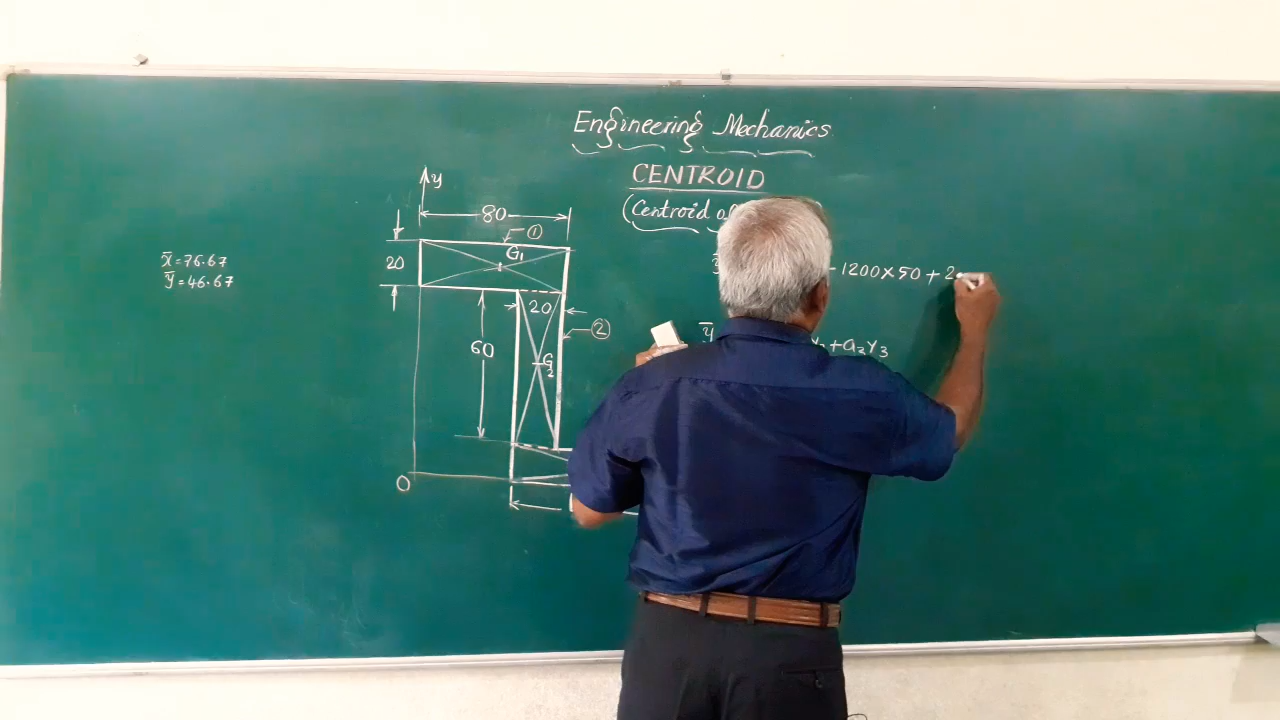 Engineering Mechanics
CENTROID
(Centroid
y
80
①
G₁
20
x̄=76.67
ȳ=46.67
-1200×50+2
20
②
60
G₂
ȳ
+a₃y₃
O